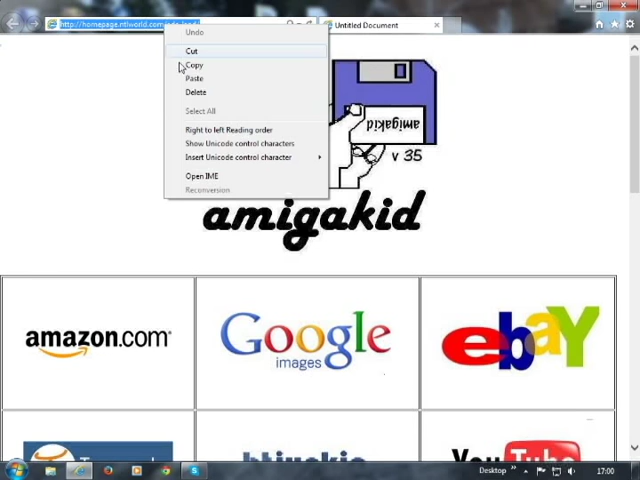 http://homepage.ntlworld.com
Untitled Document
Undo
Cut
Copy
Paste
Delete
Select All
Right to left Reading order
Show Unicode control characters
Insert Unicode control character
Open IME
Reconversion
amigakid
v 35
amigakid
amazon.com
Google
images
ebaY
You Tube
Desktop
17:00